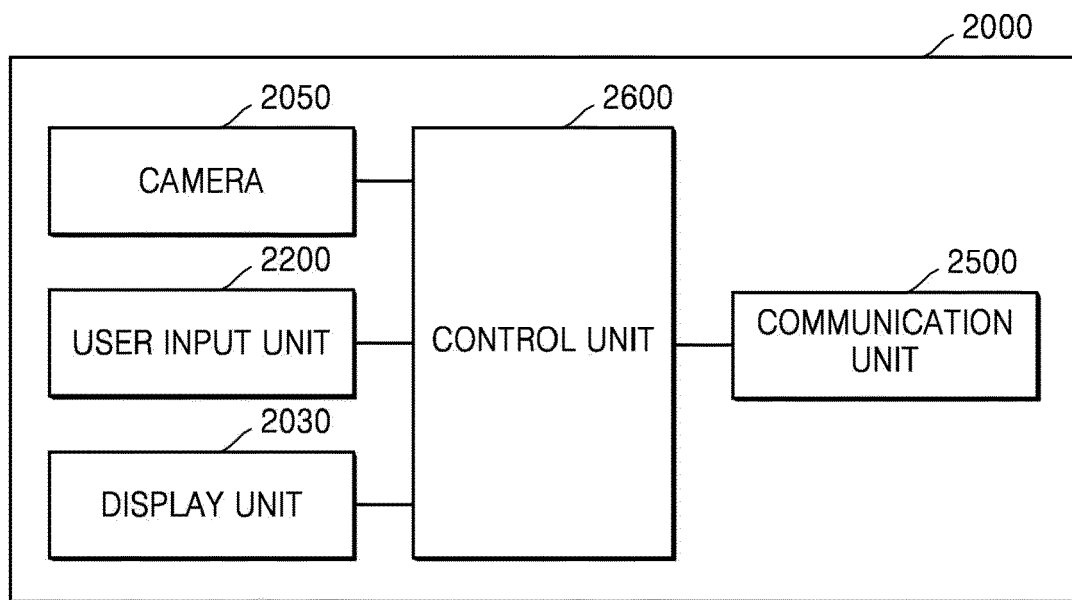 2000
2050
2600
CAMERA
2200
2500
USER INPUT UNIT
CONTROL UNIT
COMMUNICATION
UNIT
2030
DISPLAY UNIT